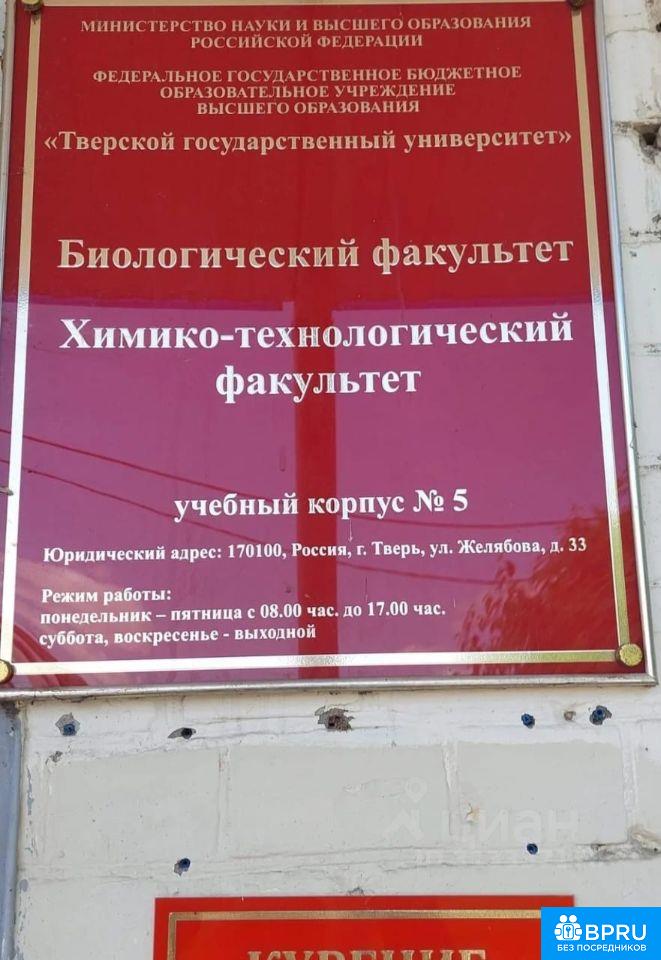 МИНИСТЕРСТВО НАУКИ И ВЫСШЕГО ОБРАЗОВАНИЯ
РОССИЙСКОЙ ФЕДЕРАЦИИ
ФЕДЕРАЛЬНОЕ ГОСУДАРСТВЕННОЕ БЮДЖЕТНОЕ
ОБРАЗОВАТЕЛЬНОЕ УЧРЕЖДЕНИЕ
ВЫСШЕГО ОБРАЗОВАНИЯ
«Тверской государственный университет»
Биологический факультет
Химико-технологический
факультет
учебный корпус № 5
Юридический адрес: 170100, Россия, г. Тверь, ул. Желябова, д. 33
Режим работы:
понедельник – пятница с 08.00 час. до 17.00 час.
суббота, воскресенье - выходной
циан
КУРЕНИЕ
BPRU
БЕЗ ПОСРЕДНИКОВ